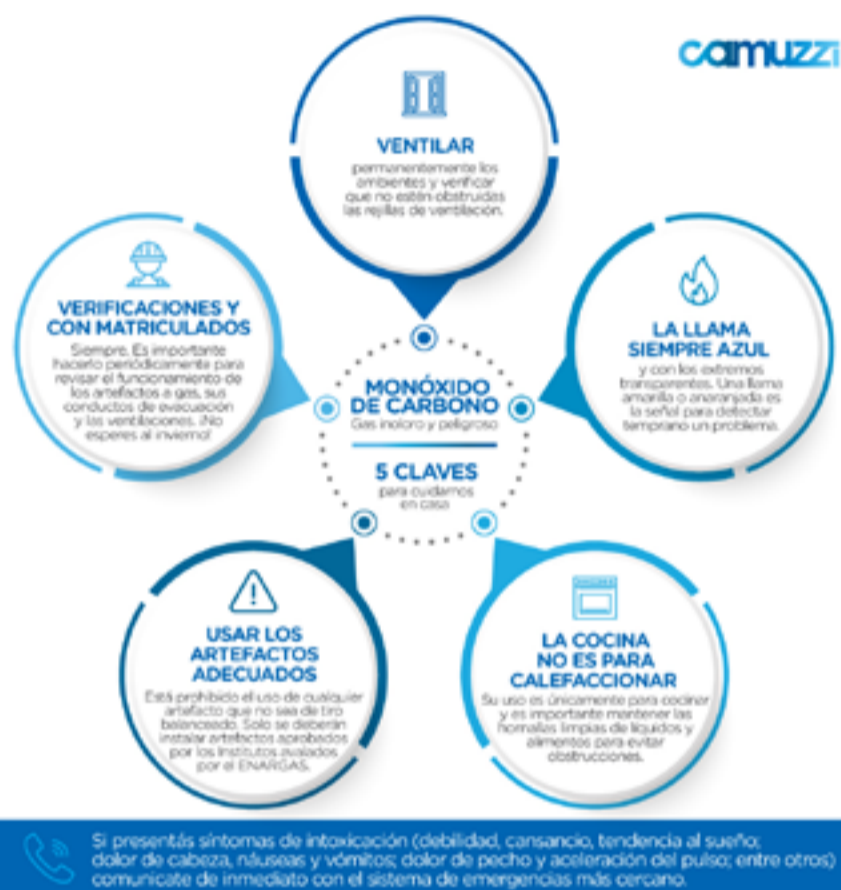 camuzzi
VENTILAR
permanentemente los
ambientes y verificar
que no estén obstruidas
las rejillas de ventilación.
VERIFICACIONES Y
CON MATRICULADOS
Siempre. Es importante
hacerlo periódicamente para
revisar el funcionamiento de
los artefactos a gas, sus
conductos de evacuación
y las ventilaciones. ¡No
esperes al invierno!
LA LLAMA
SIEMPRE AZUL
y con los extremos
transparentes. Una llama
amarilla o anaranjada es
la señal para detectar
temprano un problema.
MONÓXIDO
DE CARBONO
Gas inoloro y peligroso
5 CLAVES
para cuidarnos
en casa
USAR LOS
ARTEFACTOS
ADECUADOS
Está prohibido el uso de cualquier
artefacto que no sea de tiro
balanceado. Solo se deberán
instalar artefactos aprobados
por los Institutos avalados
por el ENARGAS.
LA COCINA
NO ES PARA
CALEFACCIONAR
Su uso es únicamente para cocinar
y es importante mantener las
hornallas limpias de líquidos y
alimentos para evitar
obstrucciones.
Si presentás síntomas de intoxicación (debilidad, cansancio, tendencia al sueño;
dolor de cabeza, náuseas y vómitos; dolor de pecho y aceleración del pulso; entre otros)
comunicate de inmediato con el sistema de emergencias más cercano.